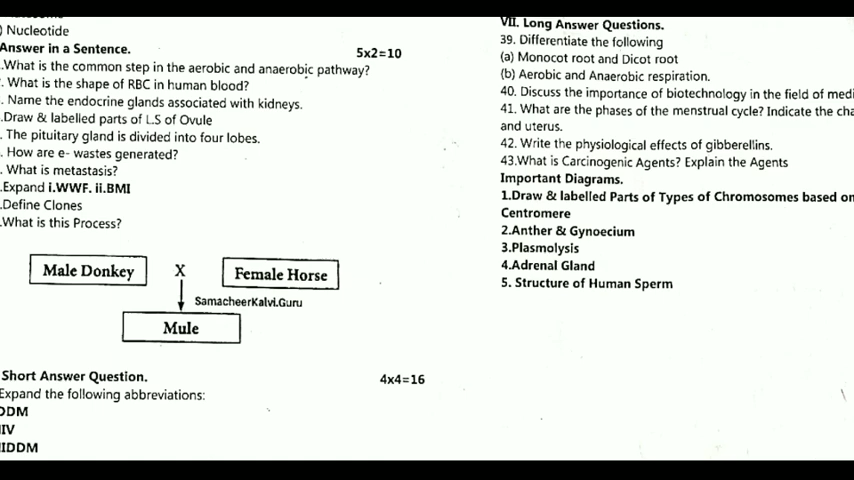 ) Nucleotide
Answer in a Sentence. 5x2=10
.What is the common step in the aerobic and anaerobic pathway?
. What is the shape of RBC in human blood?
. Name the endocrine glands associated with kidneys.
.Draw & labelled parts of L.S of Ovule
. The pituitary gland is divided into four lobes.
. How are e- wastes generated?
. What is metastasis?
.Expand i.WWF. ii.BMI
.Define Clones
.What is this Process?
Male Donkey X Female Horse
SamacheerKalvi.Guru
Mule
Short Answer Question. 4x4=16
Expand the following abbreviations:
DDM
IIV
IIDDM
VII. Long Answer Questions.
39. Differentiate the following
(a) Monocot root and Dicot root
(b) Aerobic and Anaerobic respiration.
40. Discuss the importance of biotechnology in the field of medi
41. What are the phases of the menstrual cycle? Indicate the cha
and uterus.
42. Write the physiological effects of gibberellins.
43.What is Carcinogenic Agents? Explain the Agents
Important Diagrams.
1.Draw & labelled Parts of Types of Chromosomes based on
Centromere
2.Anther & Gynoecium
3.Plasmolysis
4.Adrenal Gland
5. Structure of Human Sperm